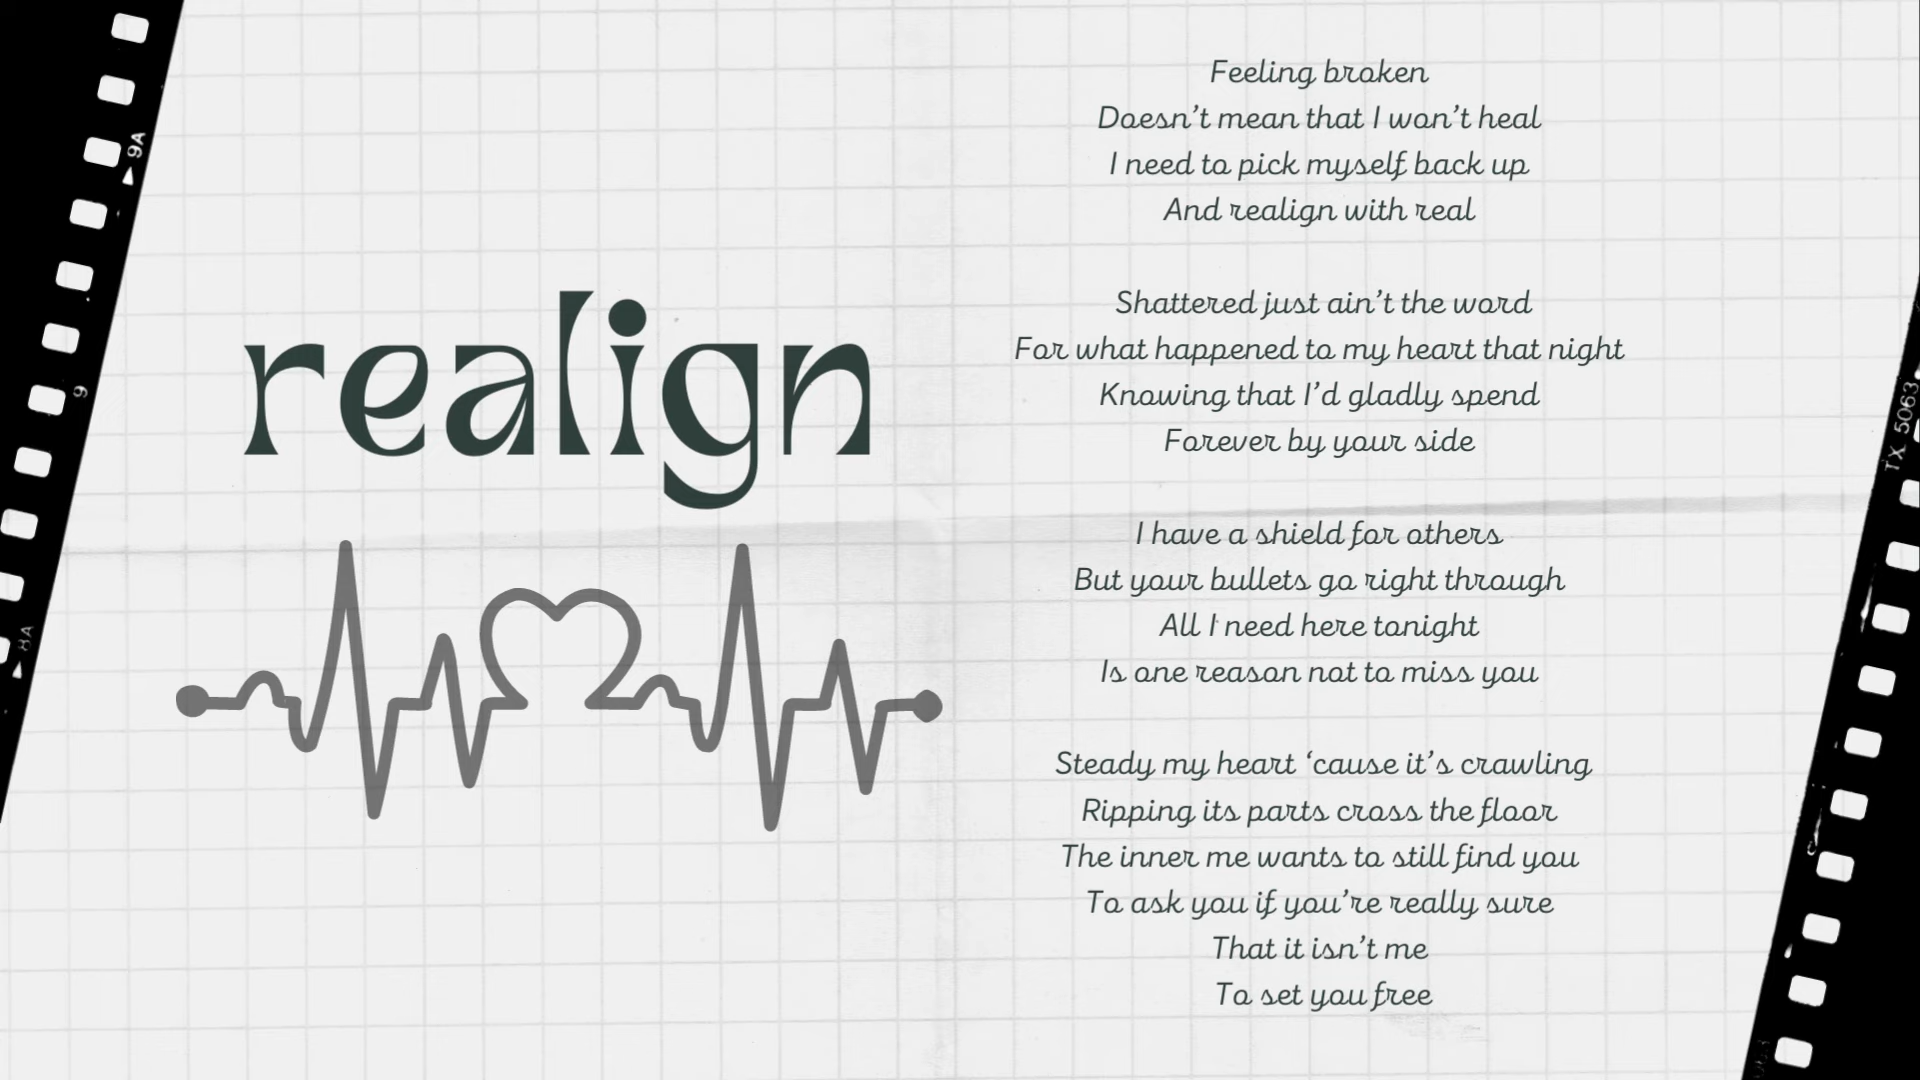 9A
9
8A
realign
Feeling broken
Doesn’t mean that I won’t heal
I need to pick myself back up
And realign with real
Shattered just ain’t the word
For what happened to my heart that night
Knowing that I’d gladly spend
Forever by your side
I have a shield for others
But your bullets go right through
All I need here tonight
Is one reason not to miss you
Steady my heart ‘cause it’s crawling
Ripping its parts cross the floor
The inner me wants to still find you
To ask you if you’re really sure
That it isn’t me
To set you free
TX 5063